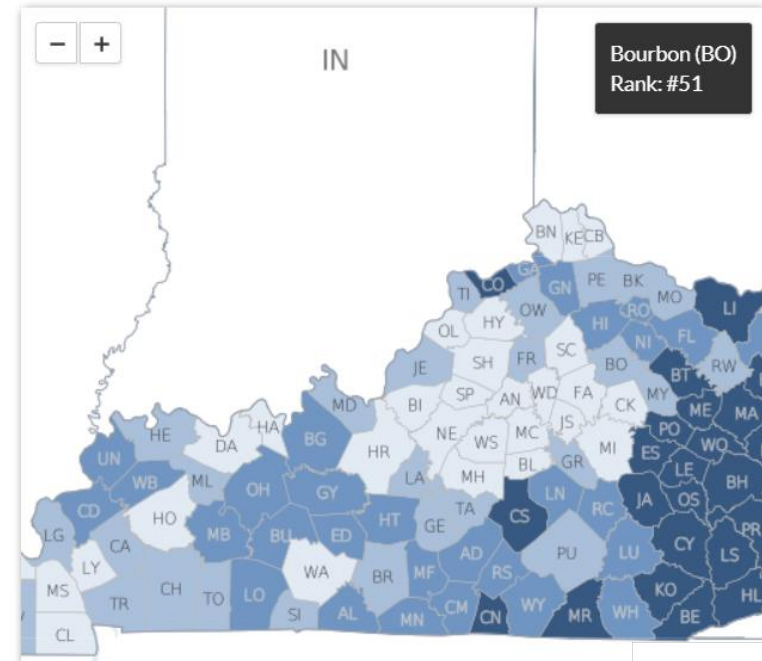 − +
IN
Bourbon (BO)
Rank: #51
BN KE CB
GA
CO
TI
GN PE BK MO
LI
OW
RO
HY
OL
HI
FL
NI
SC
FR
SH
JE
BO
RW
BT
MY
SP
AN WD FA
CK
BI
MD
ME MA
JS
PO
HA
HE
DA
BG
NE WS MC
WO
MI
ES
HR
BL
GR
UN
LE
WB
ML
MH
LA
BH
OH GY
LN
JA OS
CD
TA
RC
HO
CS
HT
GE
PR
LG
MB BU ED
CA
CY
PU
LU
AD
LS
LY
WA
BR
MF
RS
MS
CH
KO
HL
TR
TO LO
WY
CM
WH
SI AL
MN
CN
MR
BE
CL